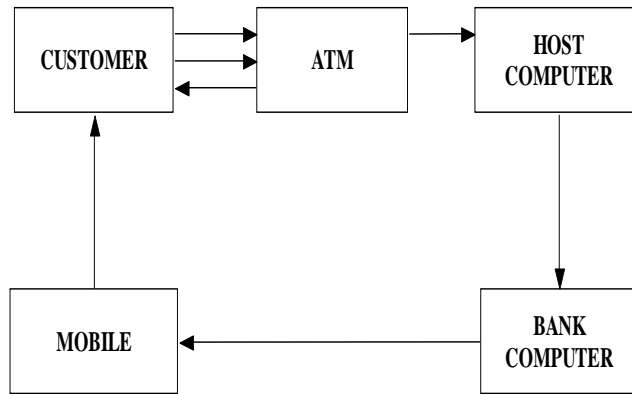 CUSTOMER
ATM
HOST
COMPUTER
MOBILE
BANK
COMPUTER